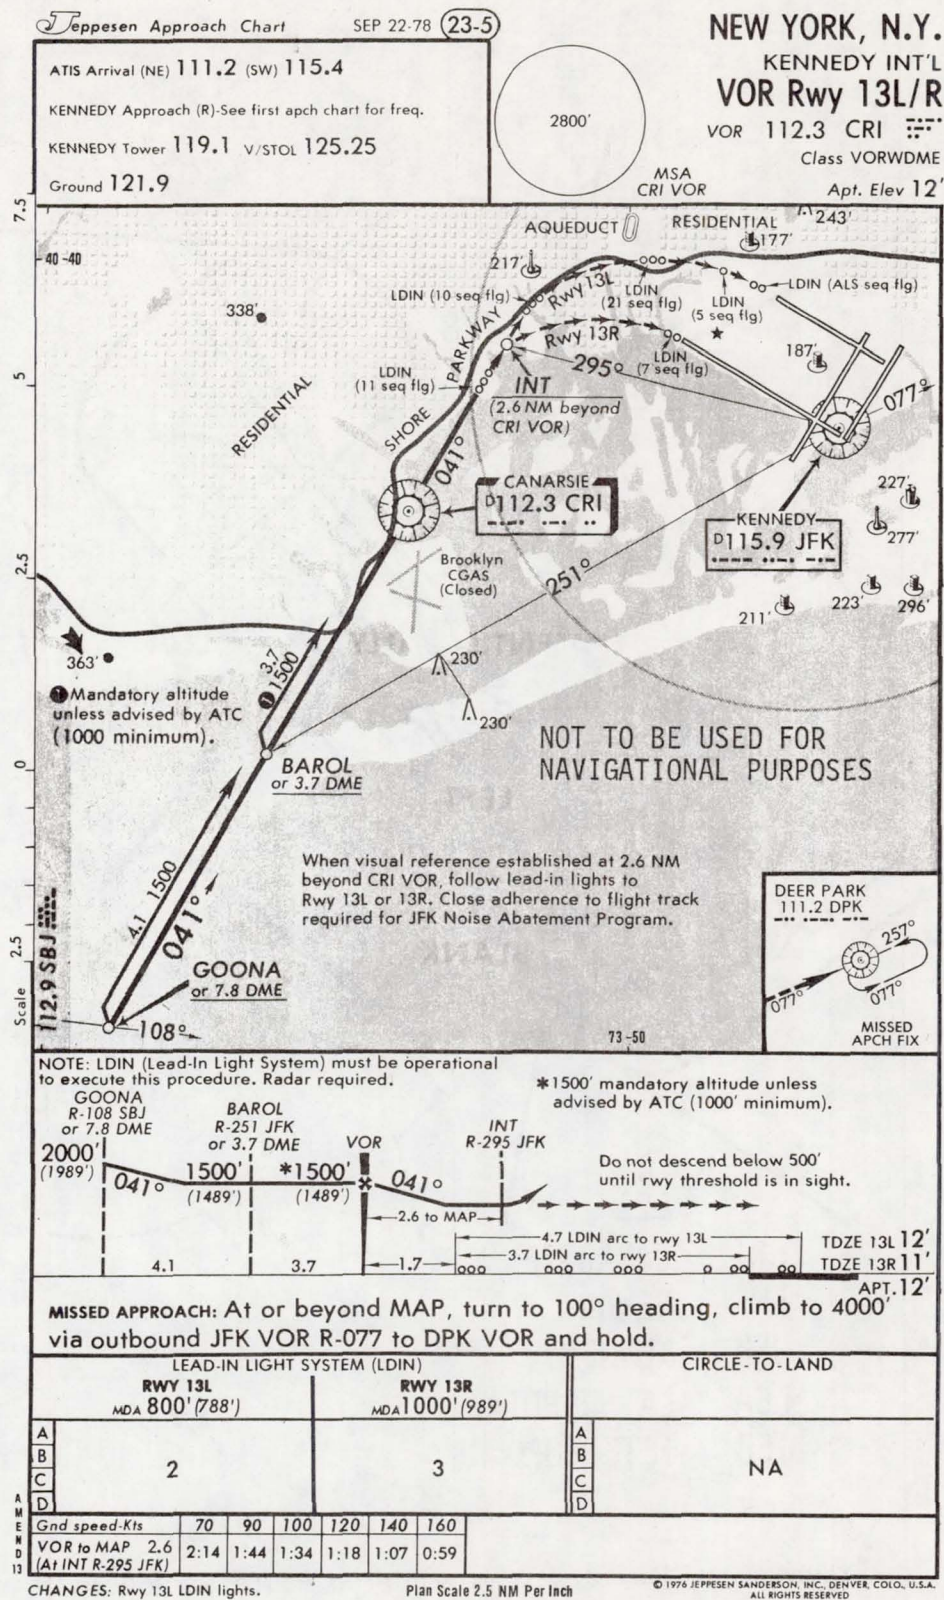 Jeppesen Approach Chart SEP 22-78 23-5
NEW YORK, N.Y.
KENNEDY INT'L
VOR Rwy 13L/R
VOR 112.3 CRI
Class VORWDME
Apt. Elev 12'
ATIS Arrival (NE) 111.2 (SW) 115.4
KENNEDY Approach (R)-See first apch chart for freq.
KENNEDY Tower 119.1 V/STOL 125.25
Ground 121.9
2800'
MSA
CRI VOR
7.5
5
2.5
0
2.5
Scale
40-40
AQUEDUCT
RESIDENTIAL
243'
177'
217'
LDIN (10 seq flg)
Rwy 13L
LDIN
(21 seq flg)
LDIN
(5 seq flg)
LDIN (ALS seq flg)
338'
Rwy 13R
LDIN
(7 seq flg)
187'
295°
077°
LDIN
(11 seq flg)
SHORE PARKWAY
INT
(2.6 NM beyond
CRI VOR)
RESIDENTIAL
041°
CANARSIE
D112.3 CRI
KENNEDY
D115.9 JFK
227'
277'
223'
296'
211'
Brooklyn
CGAS
(Closed)
251°
363'
3.7
1500
1
230'
230'
1 Mandatory altitude
unless advised by ATC
(1000 minimum).
BAROL
or 3.7 DME
NOT TO BE USED FOR
NAVIGATIONAL PURPOSES
When visual reference established at 2.6 NM
beyond CRI VOR, follow lead-in lights to
Rwy 13L or 13R. Close adherence to flight track
required for JFK Noise Abatement Program.
4.1 1500
041°
112.9 SBJ
GOONA
or 7.8 DME
108°
73-50
DEER PARK
111.2 DPK
257°
077°
077°
MISSED
APCH FIX
NOTE: LDIN (Lead-In Light System) must be operational
to execute this procedure. Radar required.
*1500' mandatory altitude unless
advised by ATC (1000' minimum).
GOONA
R-108 SBJ
or 7.8 DME
BAROL
R-251 JFK
or 3.7 DME
VOR
INT
R-295 JFK
2000'
(1989')
041°
1500'
(1489')
*1500'
(1489')
041°
Do not descend below 500'
until rwy threshold is in sight.
2.6 to MAP
4.7 LDIN arc to rwy 13L
3.7 LDIN arc to rwy 13R
4.1
3.7
1.7
TDZE 13L 12'
TDZE 13R 11'
APT. 12'
MISSED APPROACH: At or beyond MAP, turn to 100° heading, climb to 4000'
via outbound JFK VOR R-077 to DPK VOR and hold.
LEAD-IN LIGHT SYSTEM (LDIN)
CIRCLE-TO-LAND
RWY 13L
MDA 800' (788')
RWY 13R
MDA 1000' (989')
A
B
C
D
2
3
A
B
C
D
NA
Gnd speed-Kts 70 90 100 120 140 160
VOR to MAP 2.6
(At INT R-295 JFK)
2:14 1:44 1:34 1:18 1:07 0:59
AMEND 13
CHANGES: Rwy 13L LDIN lights.
Plan Scale 2.5 NM Per Inch
© 1976 JEPPESEN SANDERSON, INC., DENVER, COLO., U.S.A.
ALL RIGHTS RESERVED